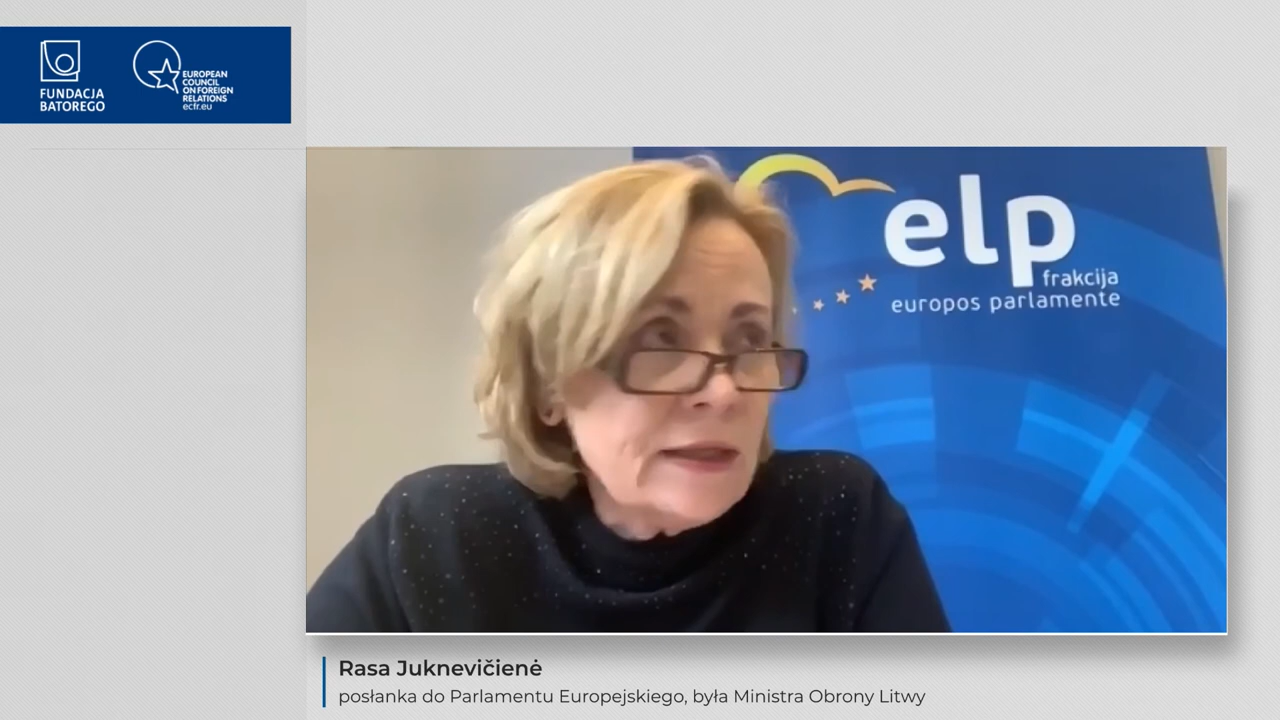 FUNDACJA
BATOREGO
EUROPEAN
COUNCIL
ON FOREIGN
RELATIONS
ecfr.eu
elp
frakcija
europos parlamente
Rasa Juknevičienė
posłanka do Parlamentu Europejskiego, była Ministra Obrony Litwy